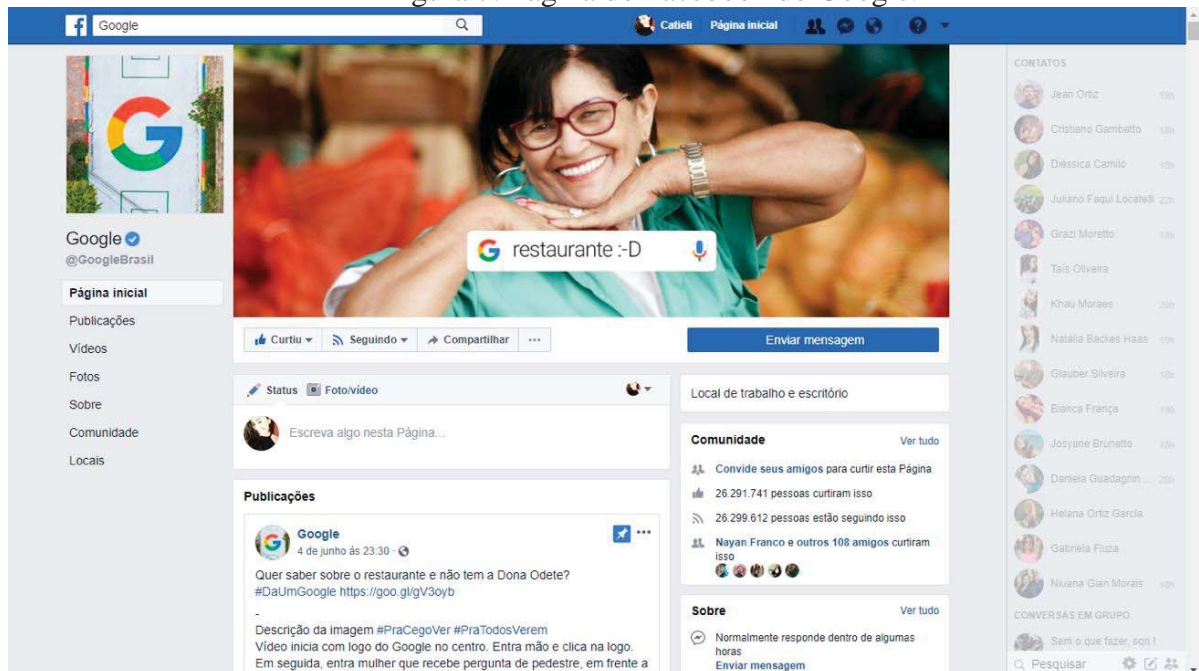 Google
Catieli Página inicial
Google
@GoogleBrasil
Página inicial
Publicações
Vídeos
Fotos
Sobre
Comunidade
Locais
G restaurante :-D
Curtiu Seguindo Compartilhar ...
Enviar mensagem
Status Foto/vídeo
Escreva algo nesta Página...
Publicações
Google
4 de junho às 23:30 ·
Quer saber sobre o restaurante e não tem a Dona Odete?
#DaUmGoogle https://goo.gl/gV3oyb
-
Descrição da imagem #PraCegoVer #PraTodosVerem
Vídeo inicia com logo do Google no centro. Entra mão e clica na logo.
Em seguida, entra mulher que recebe pergunta de pedestre, em frente a
Local de trabalho e escritório
Comunidade Ver tudo
Convide seus amigos para curtir esta Página
26.291.741 pessoas curtiram isso
26.299.612 pessoas estão seguindo isso
Nayan Franco e outros 108 amigos curtiram
isso
Sobre Ver tudo
Normalmente responde dentro de algumas
horas
Enviar mensagem
CONTATOS
Jean Ortiz
Cristiano Gambatto
Diéssica Camilo
Juliano Faqui Locatelli
Grazi Moretto
Taís Oliveira
Khau Moraes
Natália Backes Haas
Glauber Silveira
Bianca França
Josyane Brunetto
Daniela Guadagnin ...
Helana Ortiz Garcia
Gabriela Fiuza
Niuana Gian Morais
CONVERSAS EM GRUPO
Sem o que fazer, son t
Pesquisar